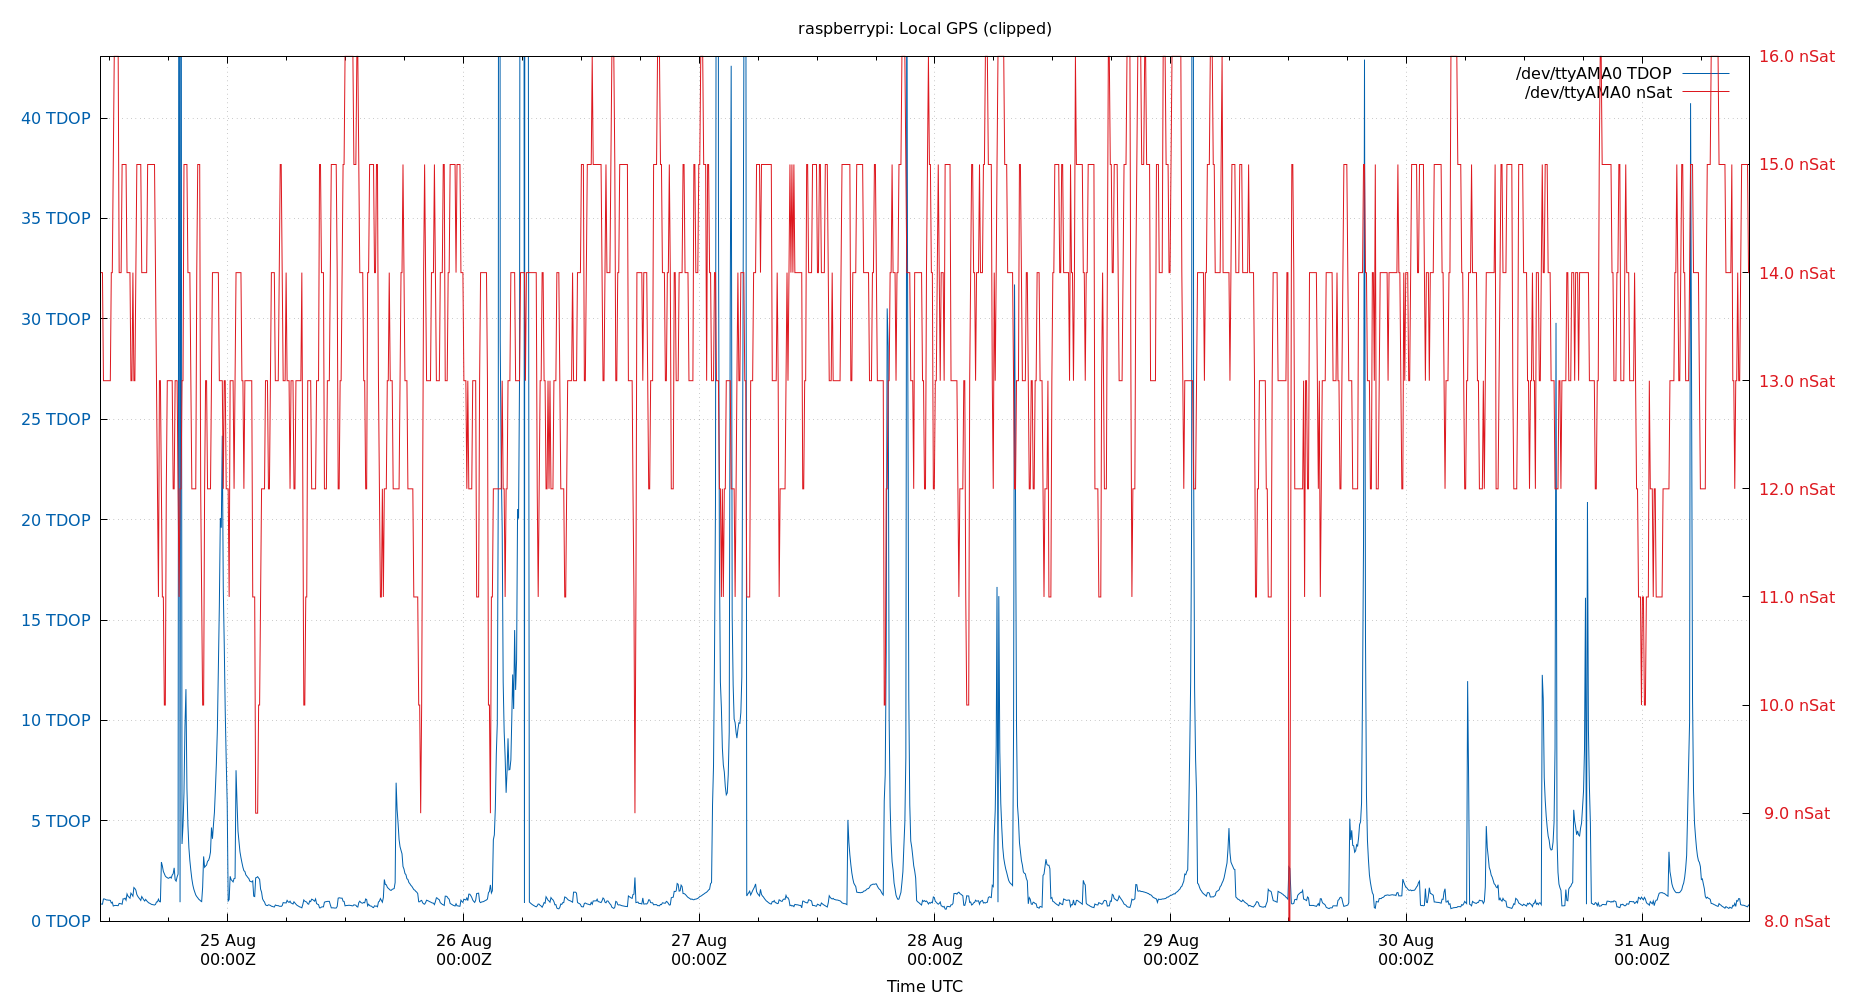 raspberrypi: Local GPS (clipped)
/dev/ttyAMA0 TDOP
/dev/ttyAMA0 nSat
40 TDOP
35 TDOP
30 TDOP
25 TDOP
20 TDOP
15 TDOP
10 TDOP
5 TDOP
0 TDOP
16.0 nSat
15.0 nSat
14.0 nSat
13.0 nSat
12.0 nSat
11.0 nSat
10.0 nSat
9.0 nSat
8.0 nSat
25 Aug
00:00Z
26 Aug
00:00Z
27 Aug
00:00Z
28 Aug
00:00Z
29 Aug
00:00Z
30 Aug
00:00Z
31 Aug
00:00Z
Time UTC